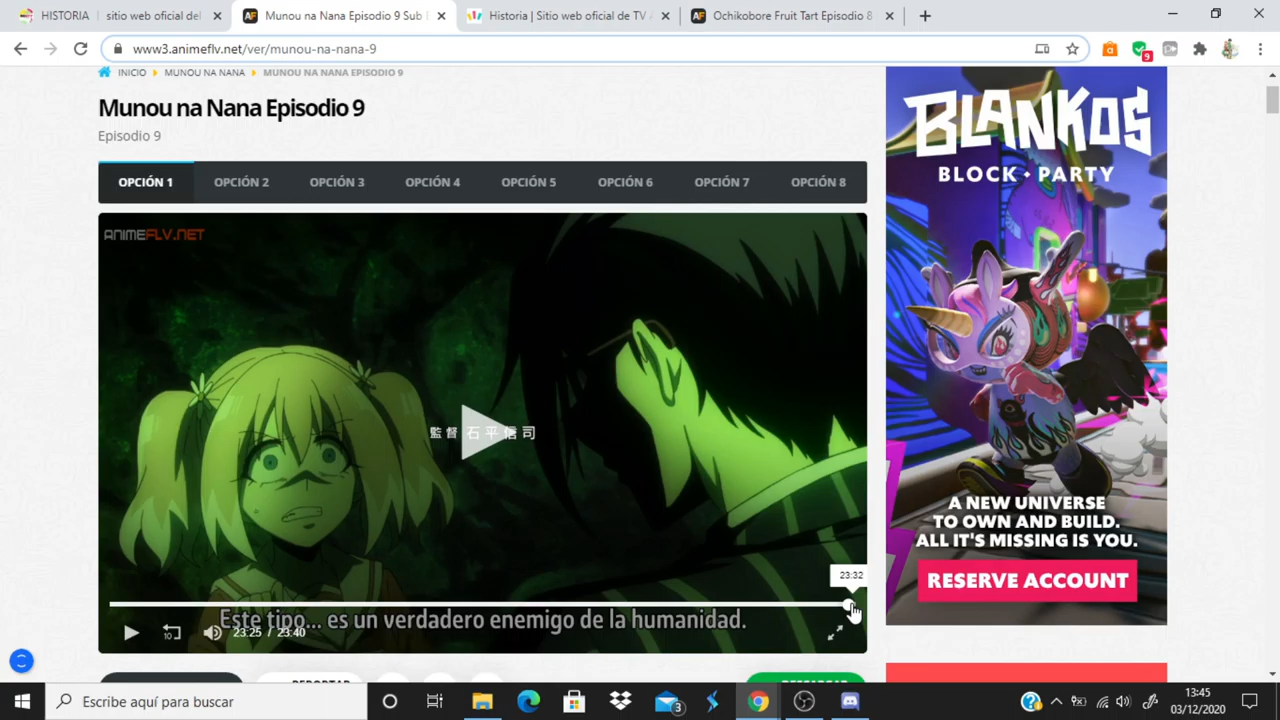 HISTORIA | sitio web oficial del
Munou na Nana Episodio 9 Sub E
Historia | Sitio web oficial de TV A
Ochikobore Fruit Tart Episodio 8
www3.animeflv.net/ver/munou-na-nana-9
9
INICIO
MUNOU NA NANA
MUNOU NA NANA EPISODIO 9
Munou na Nana Episodio 9
Episodio 9
OPCIÓN 1
OPCIÓN 2
OPCIÓN 3
OPCIÓN 4
OPCIÓN 5
OPCIÓN 6
OPCIÓN 7
OPCIÓN 8
ANIMEFLV.NET
監督 石平信司
23:32
Este tipo... es un verdadero enemigo de la humanidad.
10
23:25 / 23:40
REPORTAR
DESCARGAR
BLANKOS
BLOCK • PARTY
A NEW UNIVERSE
TO OWN AND BUILD.
ALL IT'S MISSING IS YOU.
RESERVE ACCOUNT
Escribe aquí para buscar
3
13:45
03/12/2020